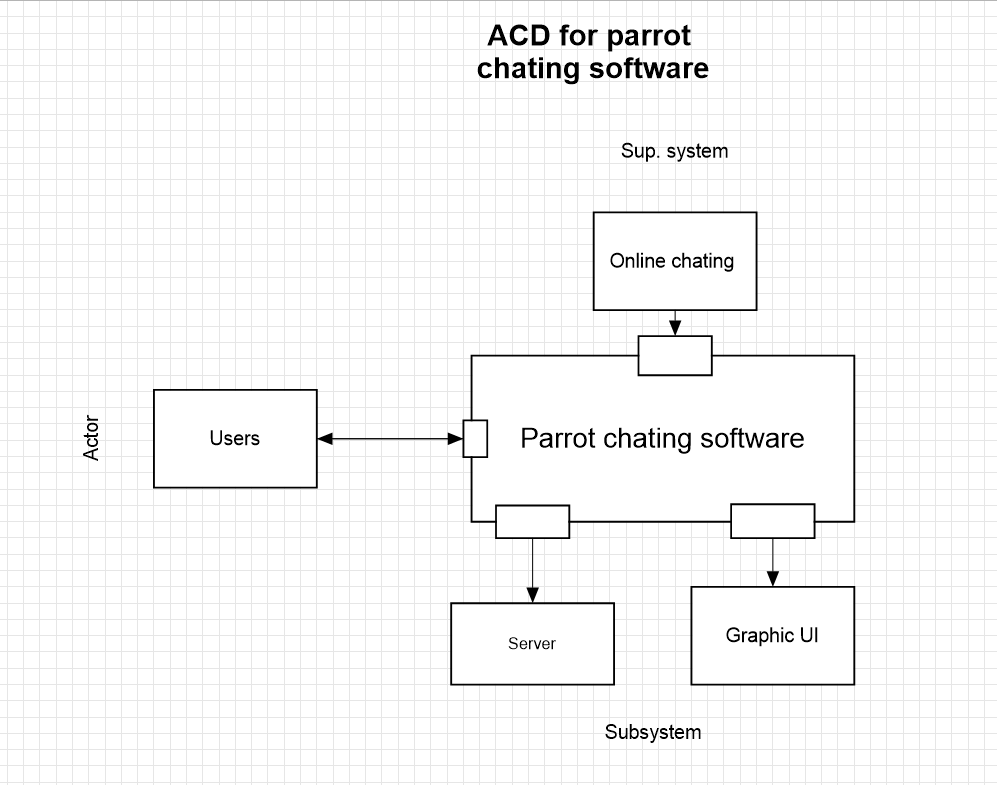 ACD for parrot
chating software
Sup. system
Online chating
Actor
Users
Parrot chating software
Server
Graphic UI
Subsystem